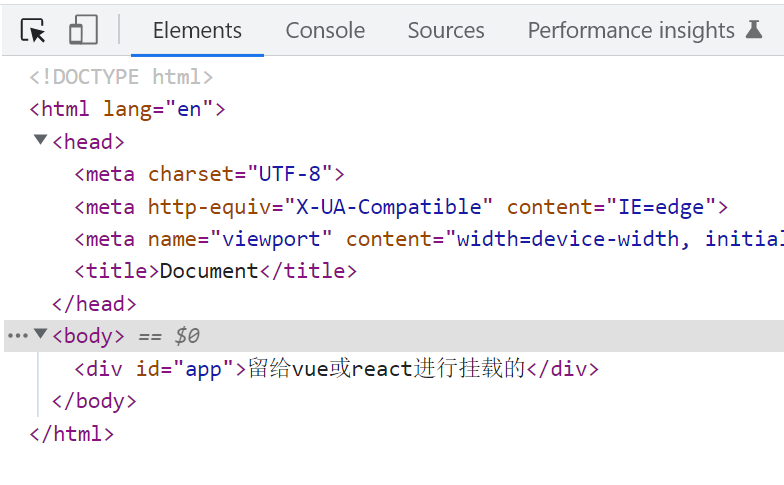 Elements Console Sources Performance insights
<!DOCTYPE html>
<html lang="en">
<head>
<meta charset="UTF-8">
<meta http-equiv="X-UA-Compatible" content="IE=edge">
<meta name="viewport" content="width=device-width, initial
<title>Document</title>
</head>
<body> == $0
<div id="app">留给vue或react进行挂载的</div>
</body>
</html>